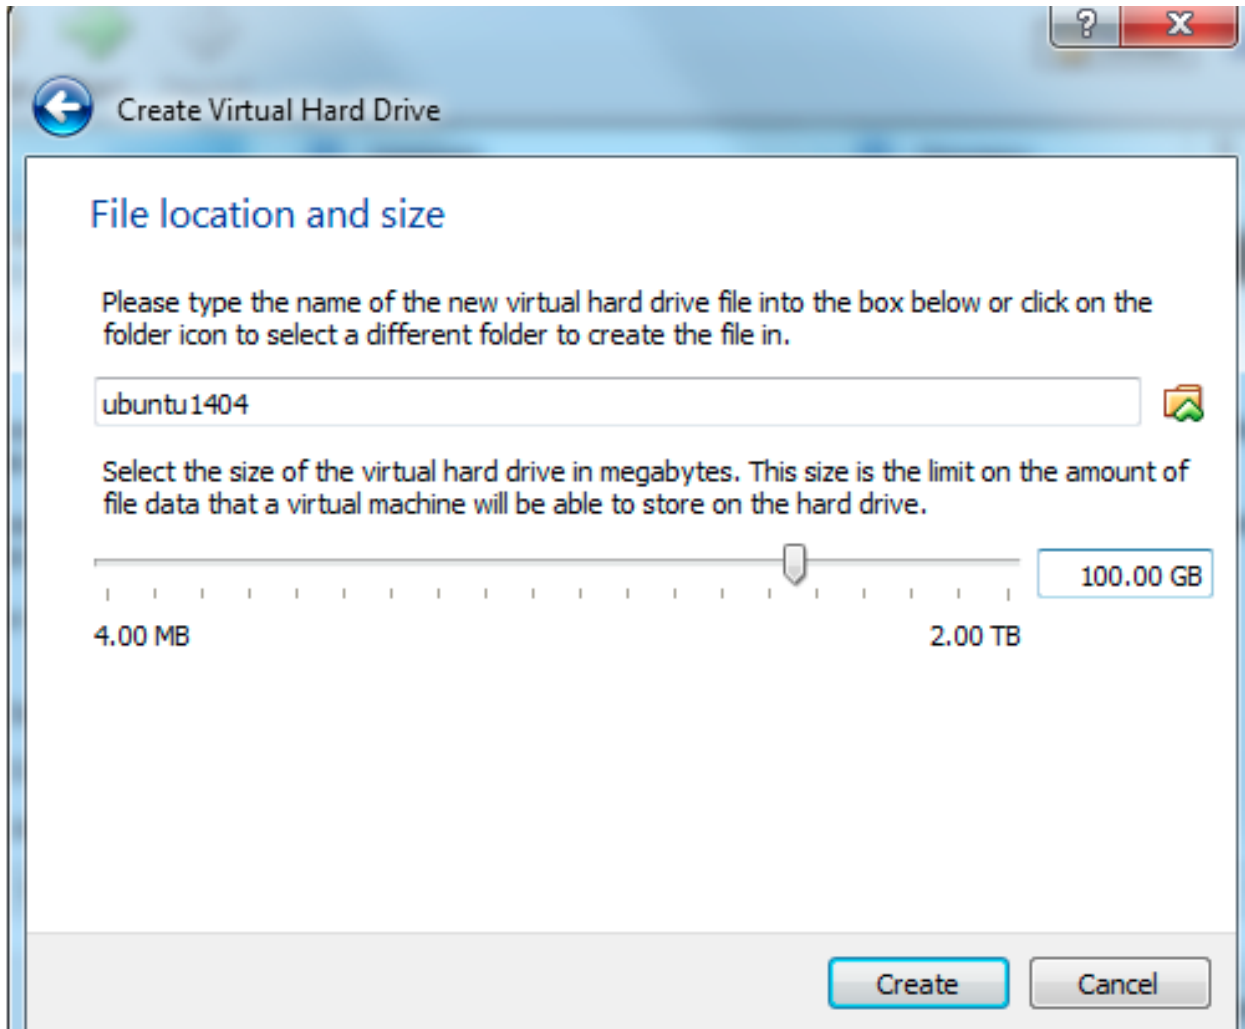 ?
X
Create Virtual Hard Drive
File location and size
Please type the name of the new virtual hard drive file into the box below or click on the
folder icon to select a different folder to create the file in.
ubuntu1404
Select the size of the virtual hard drive in megabytes. This size is the limit on the amount of
file data that a virtual machine will be able to store on the hard drive.
100.00 GB
4.00 MB
2.00 TB
Create
Cancel